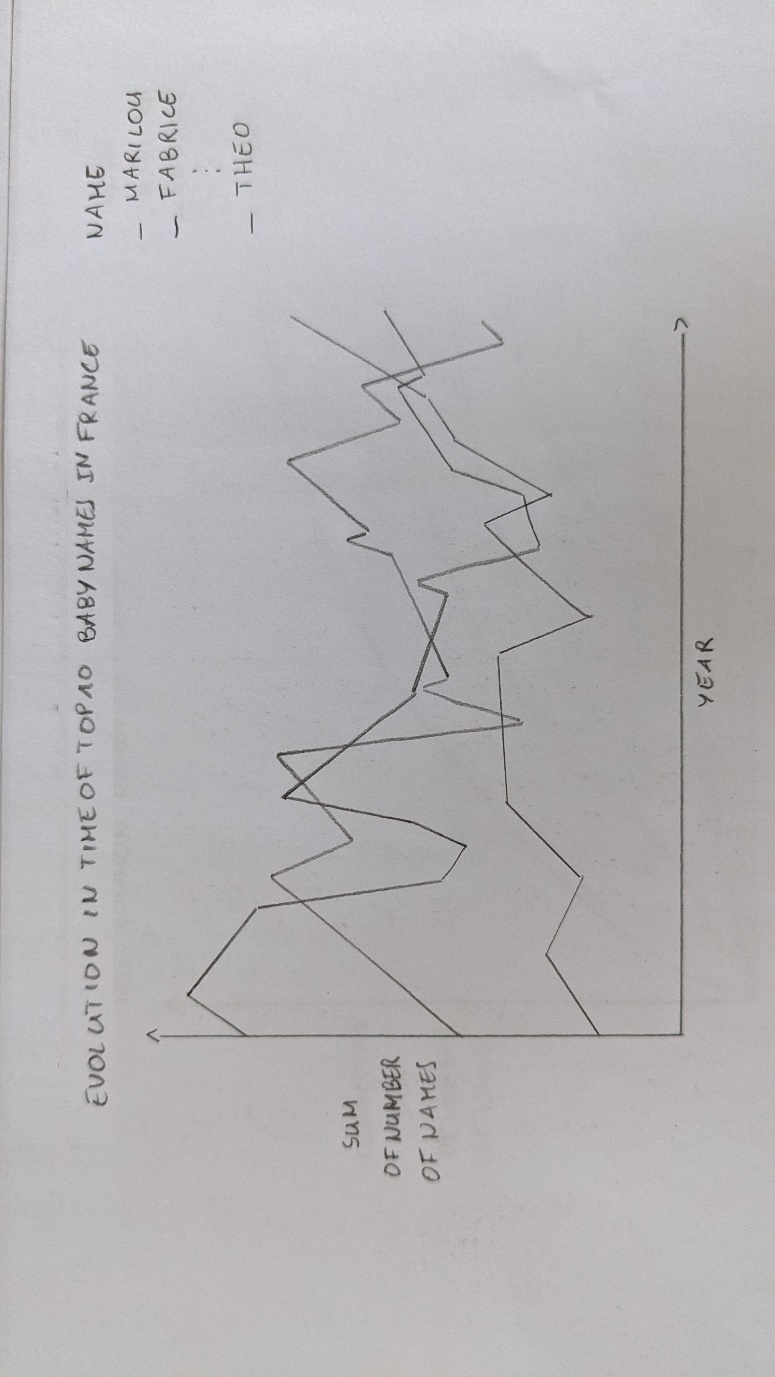 EVOLUTION IN TIME OF TOP 10 BABY NAMES IN FRANCE
NAME
— MARILOU
— FABRICE
⋮
— THEO
SUM
OF NUMBER
OF NAMES
YEAR